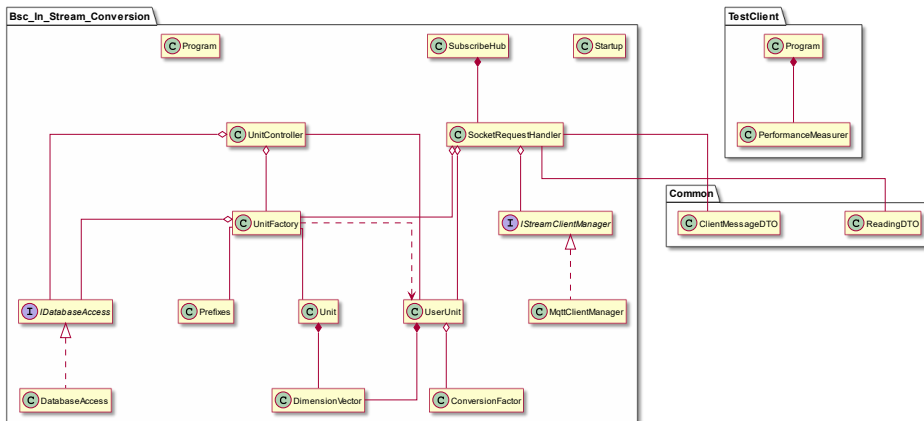 Bsc_In_Stream_Conversion
TestClient
C Program
C SubscribeHub
C Startup
C Program
C UnitController
C SocketRequestHandler
C PerformanceMeasurer
Common
C UnitFactory
I IStreamClientManager
C ClientMessageDTO
C ReadingDTO
I IDatabaseAccess
C Prefixes
C Unit
C UserUnit
C MqttClientManager
C DatabaseAccess
C DimensionVector
C ConversionFactor